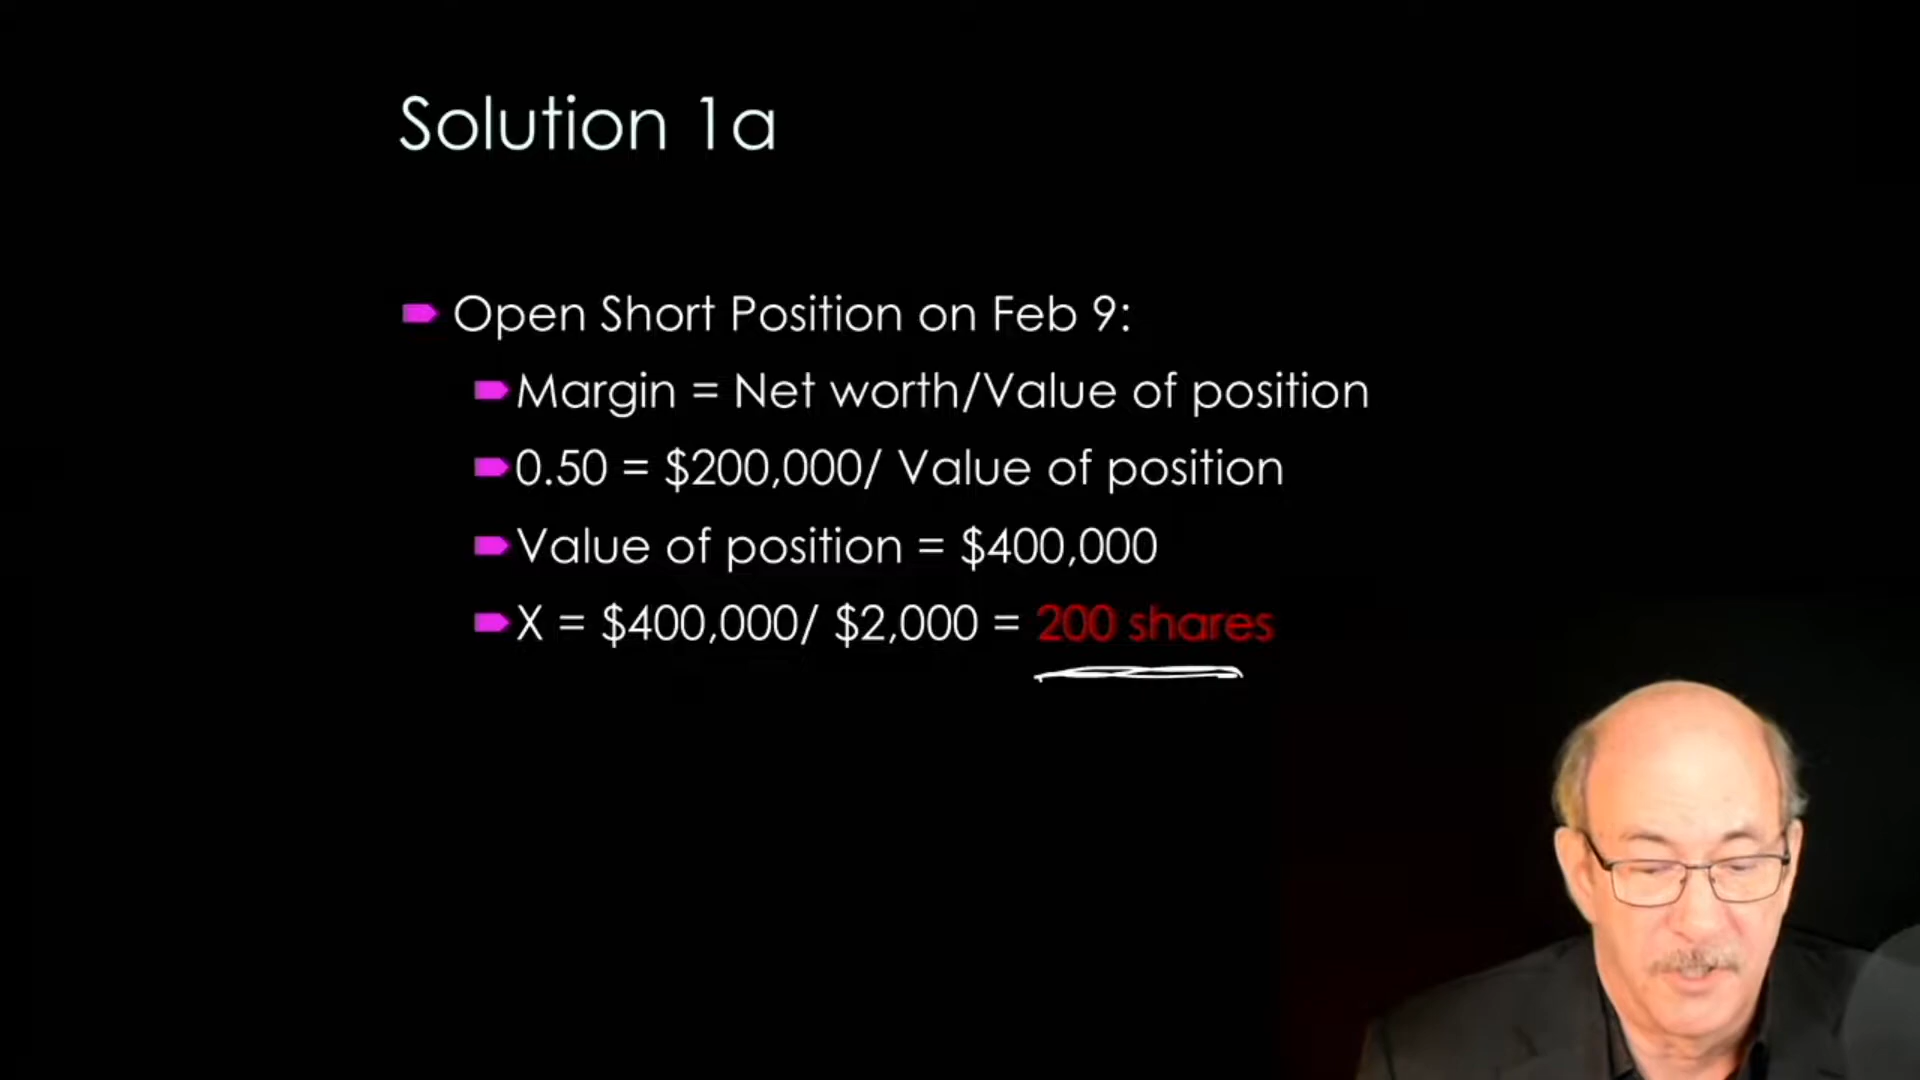 Solution 1a
Open Short Position on Feb 9:
Margin = Net worth/Value of position
0.50 = $200,000/ Value of position
Value of position = $400,000
X = $400,000/ $2,000 = 200 shares